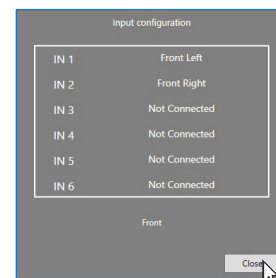 Input configuration
IN 1 Front Left
IN 2 Front Right
IN 3 Not Connected
IN 4 Not Connected
IN 5 Not Connected
IN 6 Not Connected
Front
Close